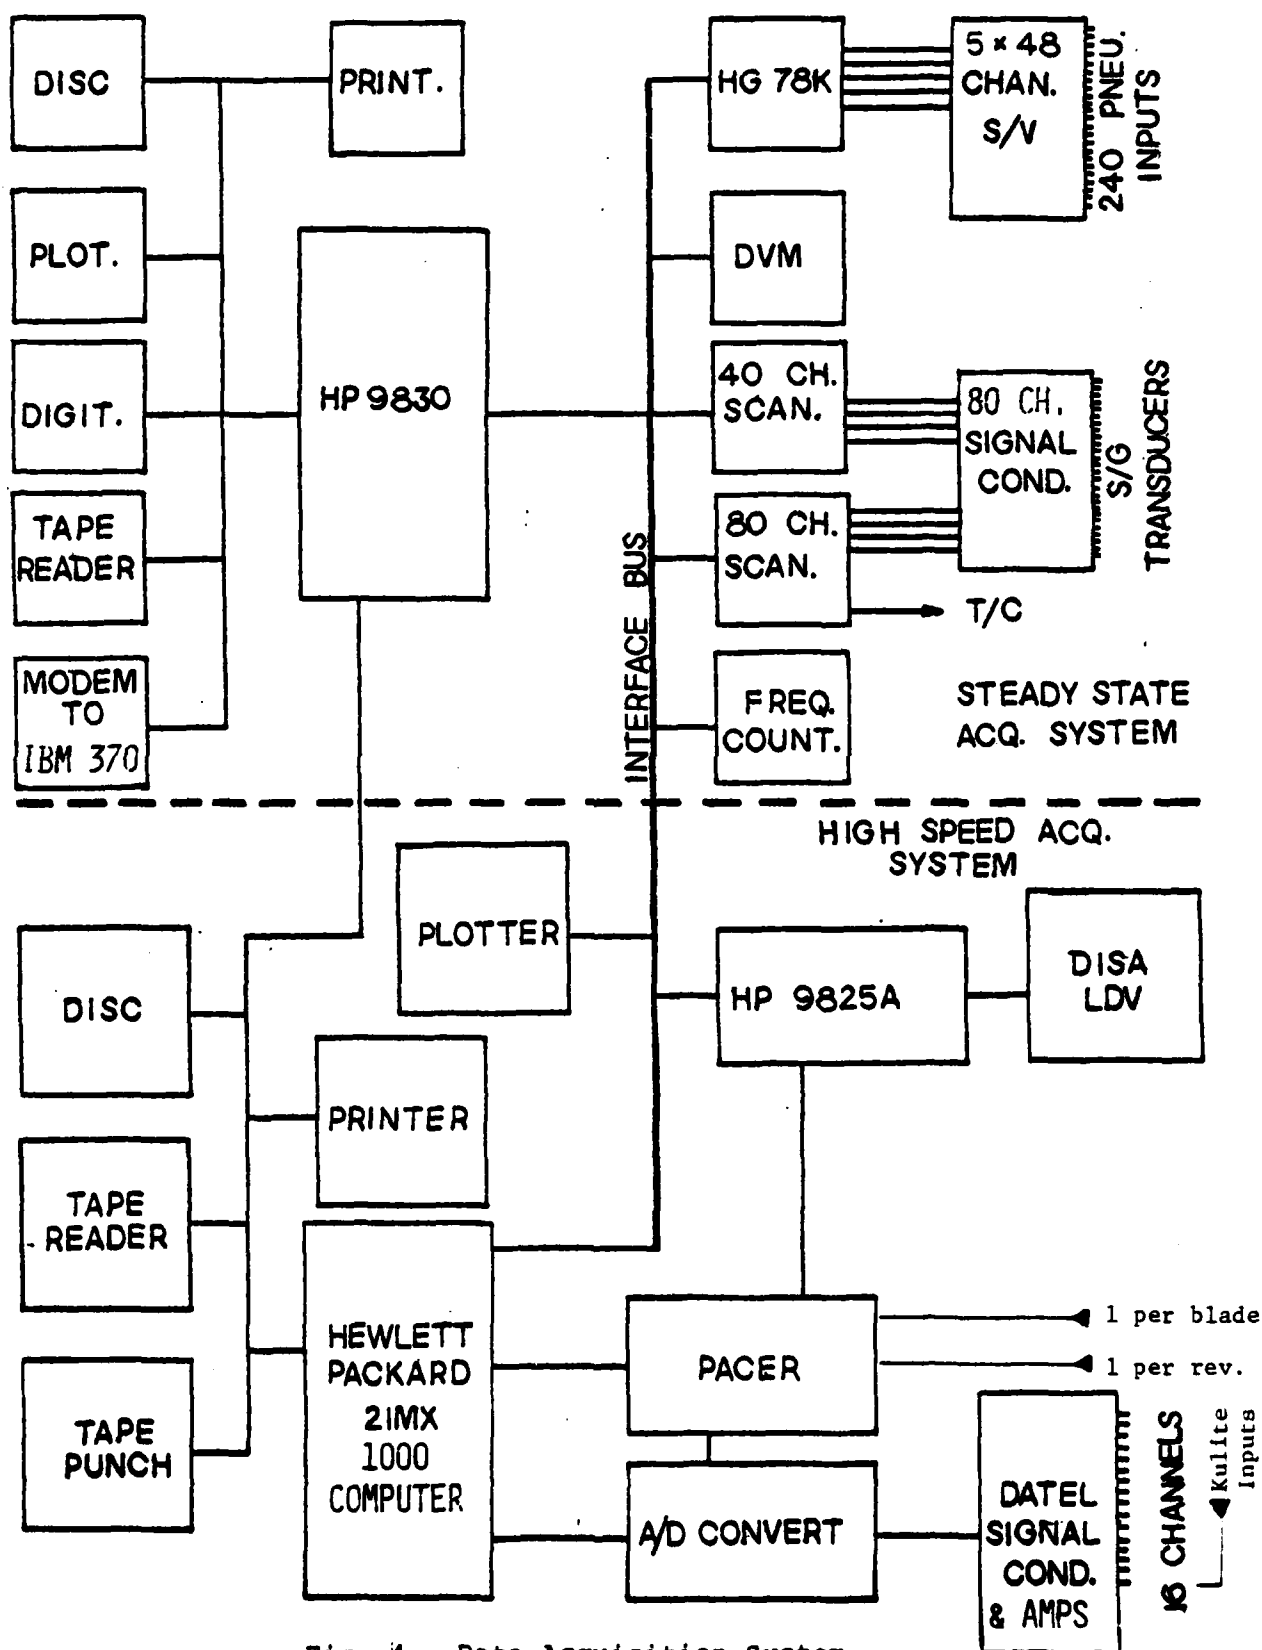 DISC
PRINT.
HG 78K
5 × 48
CHAN.
S/V
240 PNEU.
INPUTS
PLOT.
DVM
HP 9830
DIGIT.
40 CH.
SCAN.
80 CH.
SIGNAL
COND.
S/G
TRANSDUCERS
TAPE
READER
80 CH.
SCAN.
T/C
INTERFACE BUS
MODEM
TO
IBM 370
FREQ.
COUNT.
STEADY STATE
ACQ. SYSTEM
HIGH SPEED ACQ.
SYSTEM
PLOTTER
HP 9825A
DISA
LDV
DISC
PRINTER
TAPE
READER
HEWLETT
PACKARD
21MX
1000
COMPUTER
PACER
1 per blade
1 per rev.
TAPE
PUNCH
A/D CONVERT
DATEL
SIGNAL
COND.
& AMPS
16 CHANNELS
Kulite
Inputs
Fig. 4. Data Acquisition System